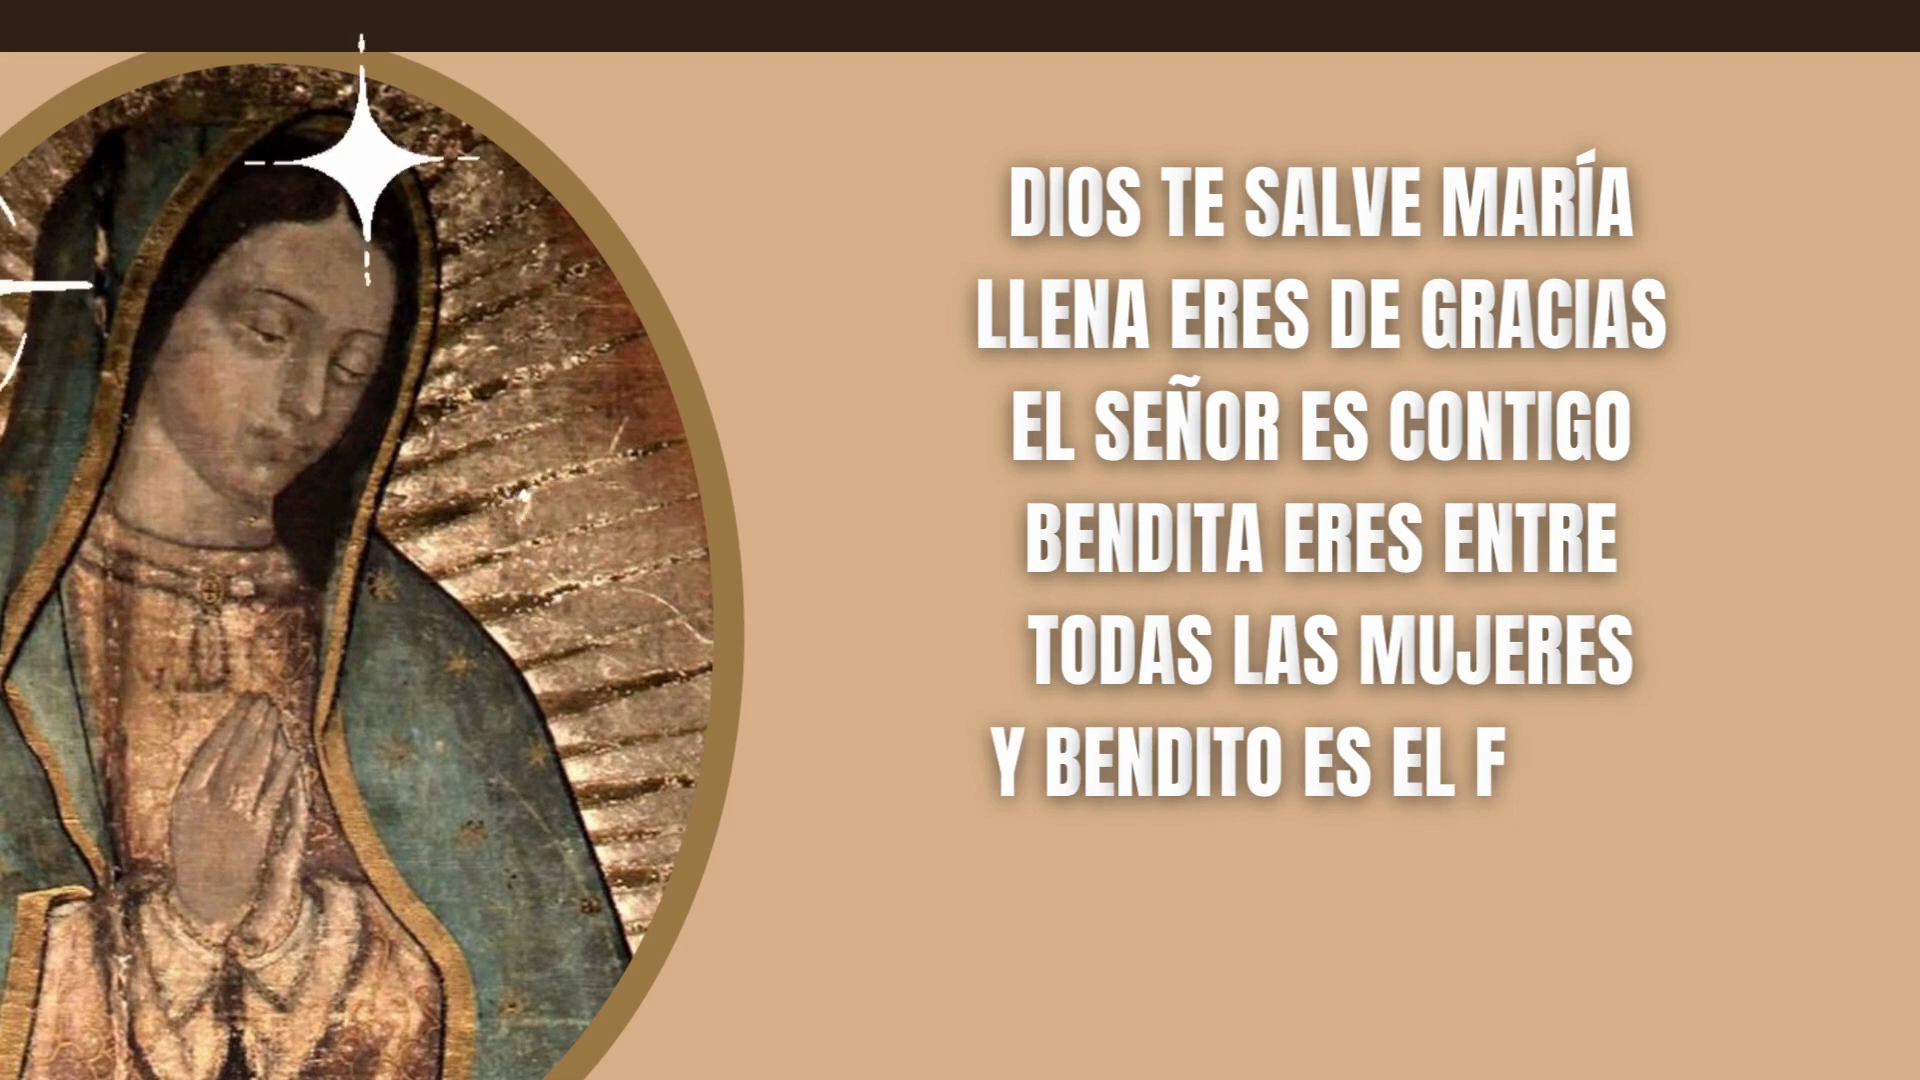 DIOS TE SALVE MARÍA
LLENA ERES DE GRACIAS
EL SEÑOR ES CONTIGO
BENDITA ERES ENTRE
TODAS LAS MUJERES
Y BENDITO ES EL F